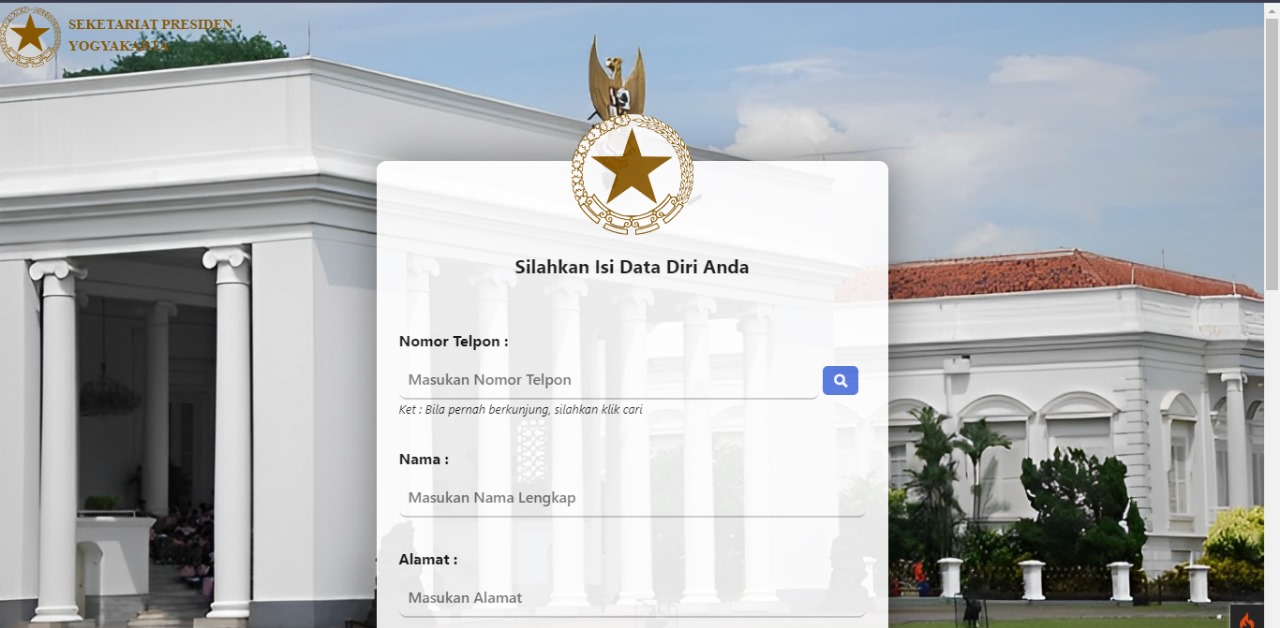 SEKETARIAT PRESIDEN
YOGYAKARTA
Silahkan Isi Data Diri Anda
Nomor Telpon :
Masukan Nomor Telpon
Ket : Bila pernah berkunjung, silahkan klik cari
Nama :
Masukan Nama Lengkap
Alamat :
Masukan Alamat